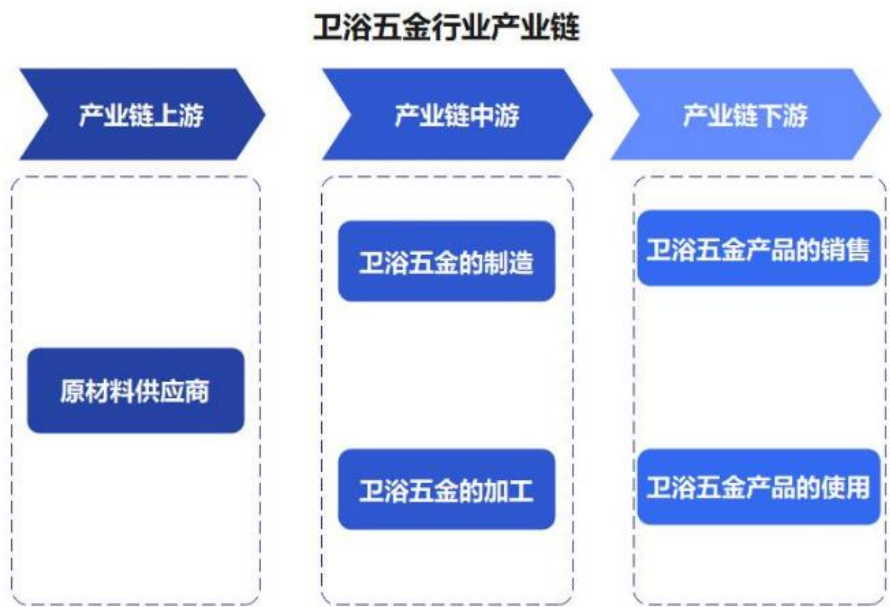 卫浴五金行业产业链
产业链上游
产业链中游
产业链下游
原材料供应商
卫浴五金的制造
卫浴五金的加工
卫浴五金产品的销售
卫浴五金产品的使用